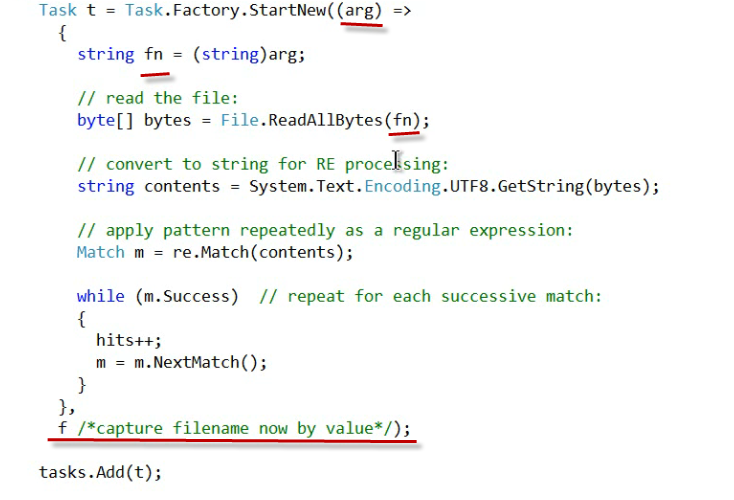 Task t = Task.Factory.StartNew((arg) =>
{
string fn = (string)arg;
// read the file:
byte[] bytes = File.ReadAllBytes(fn);
// convert to string for RE processing:
string contents = System.Text.Encoding.UTF8.GetString(bytes);
// apply pattern repeatedly as a regular expression:
Match m = re.Match(contents);
while (m.Success)  // repeat for each successive match:
{
hits++;
m = m.NextMatch();
}
},
f /*capture filename now by value*/);
tasks.Add(t);